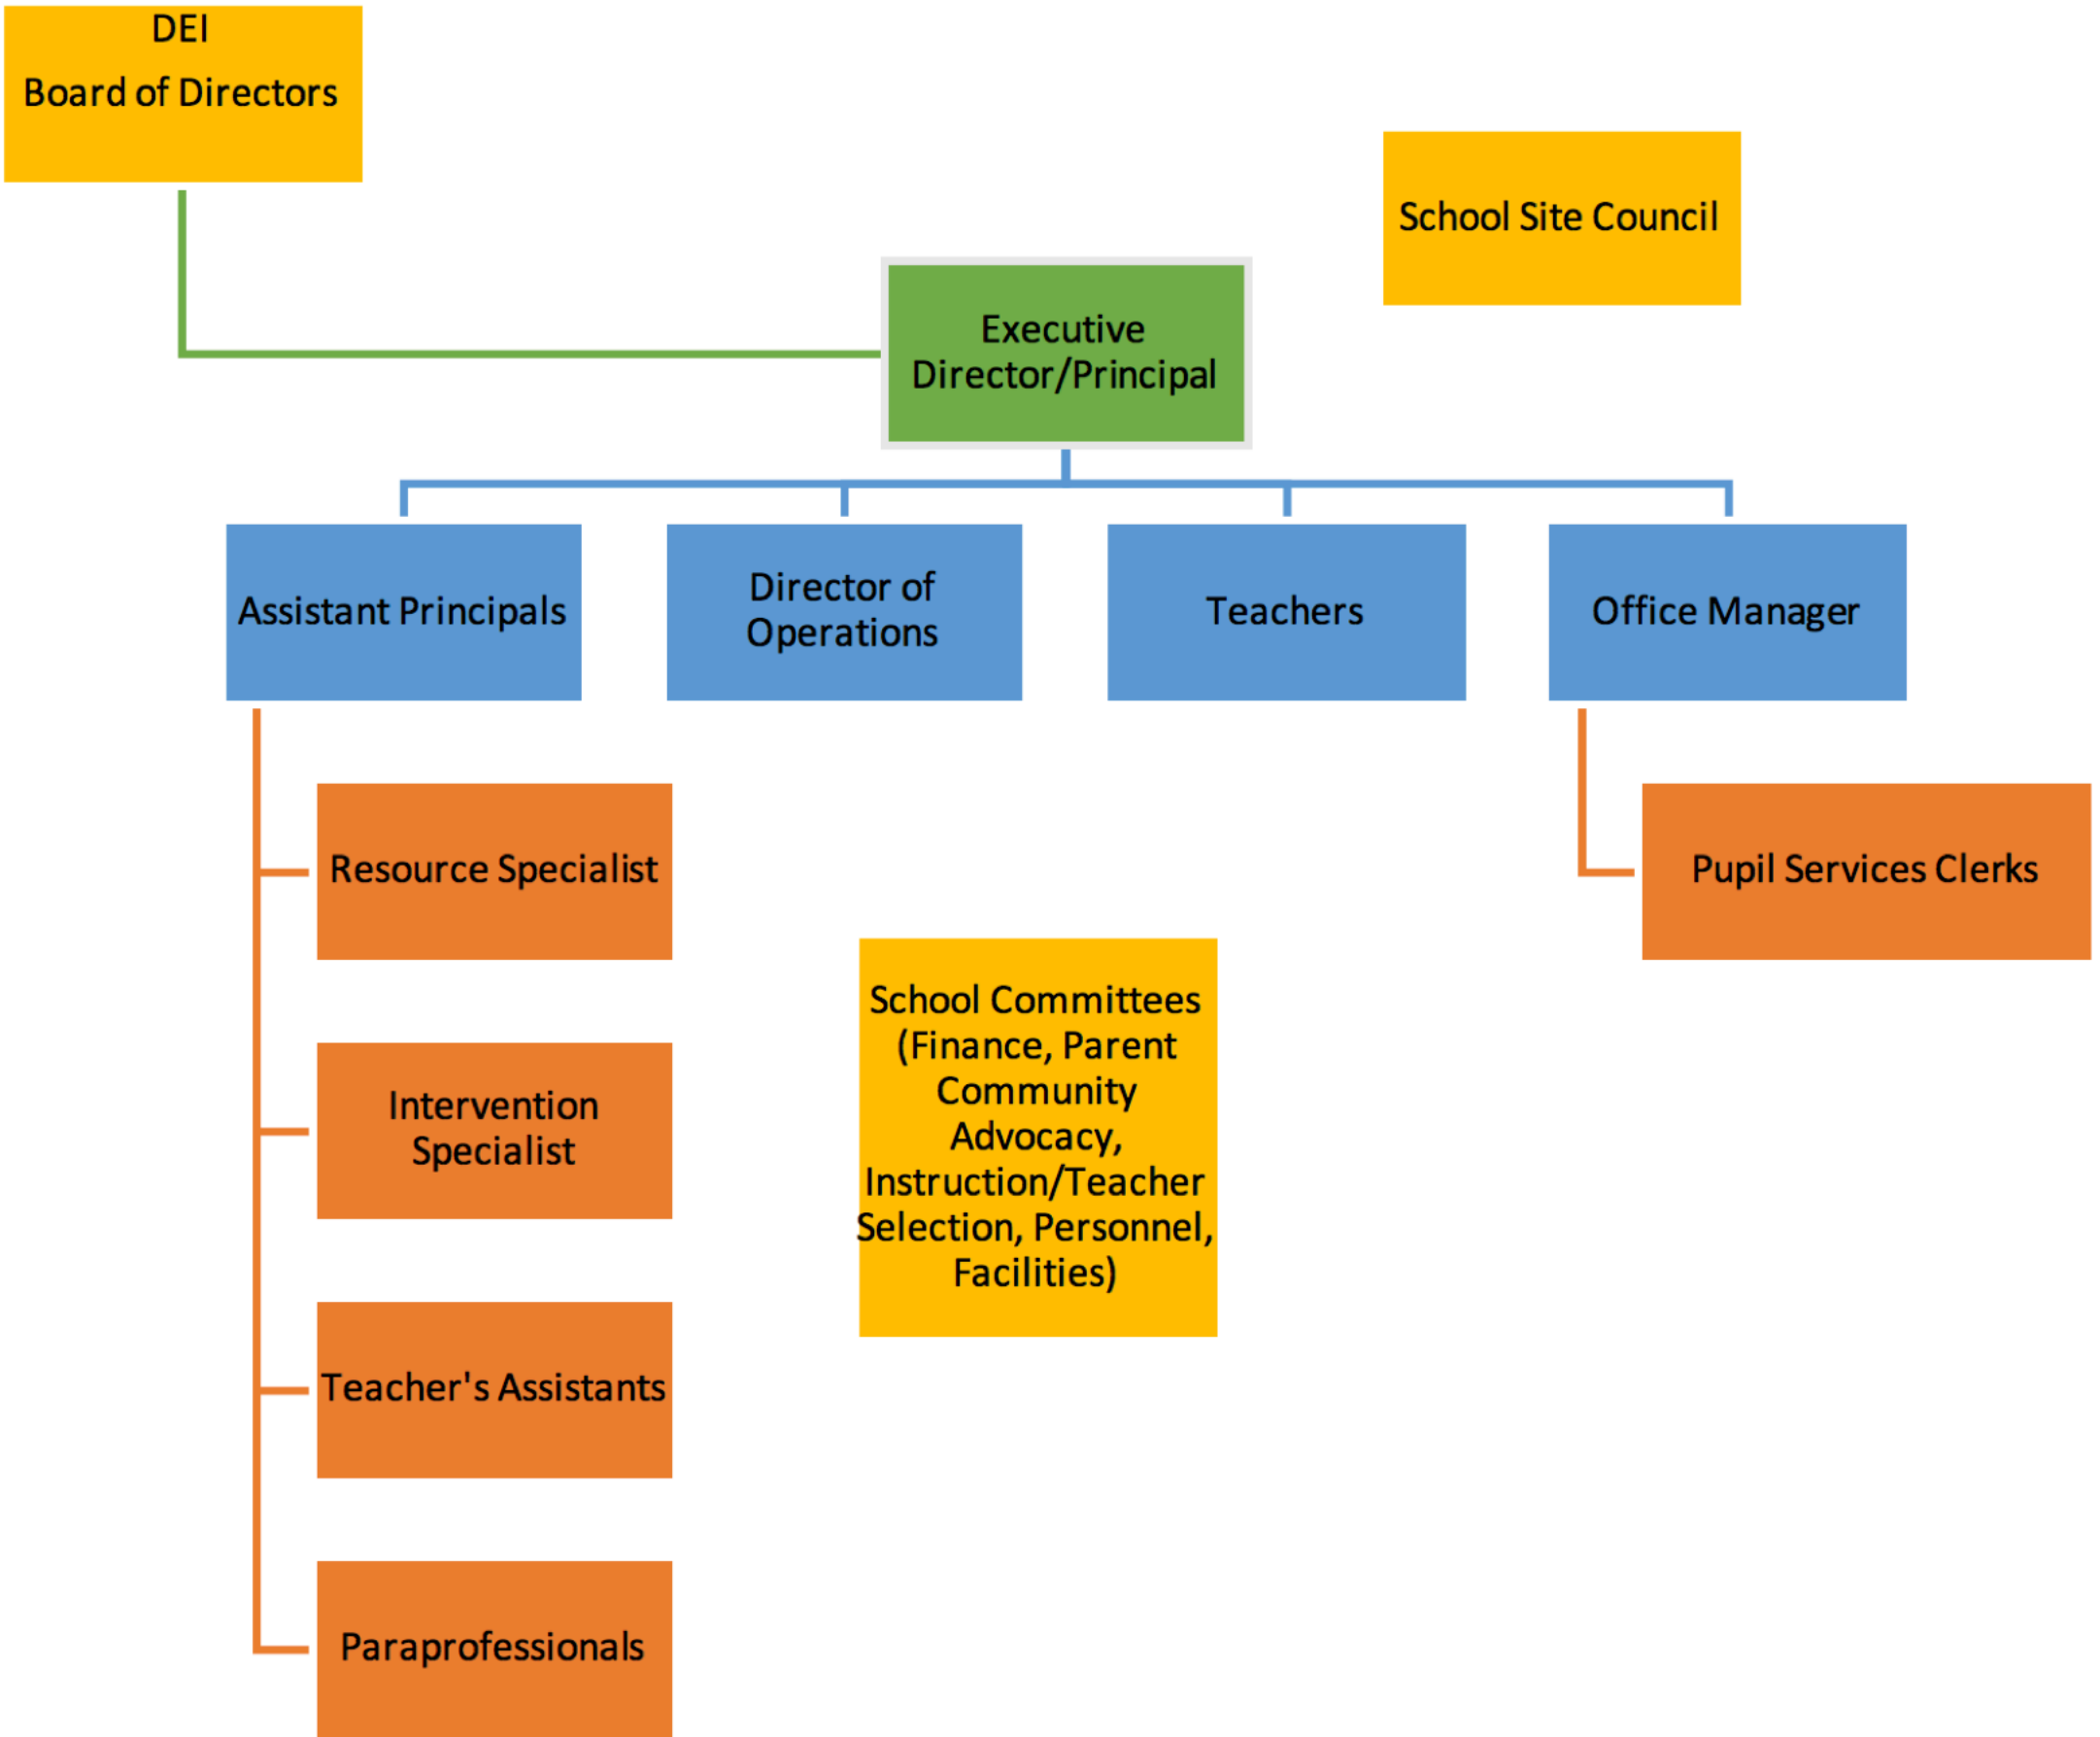 DEI
Board of Directors
School Site Council
Executive
Director/Principal
Assistant Principals
Director of
Operations
Teachers
Office Manager
Resource Specialist
Pupil Services Clerks
School Committees
(Finance, Parent
Community
Advocacy,
Instruction/Teacher
Selection, Personnel,
Facilities)
Intervention
Specialist
Teacher's Assistants
Paraprofessionals